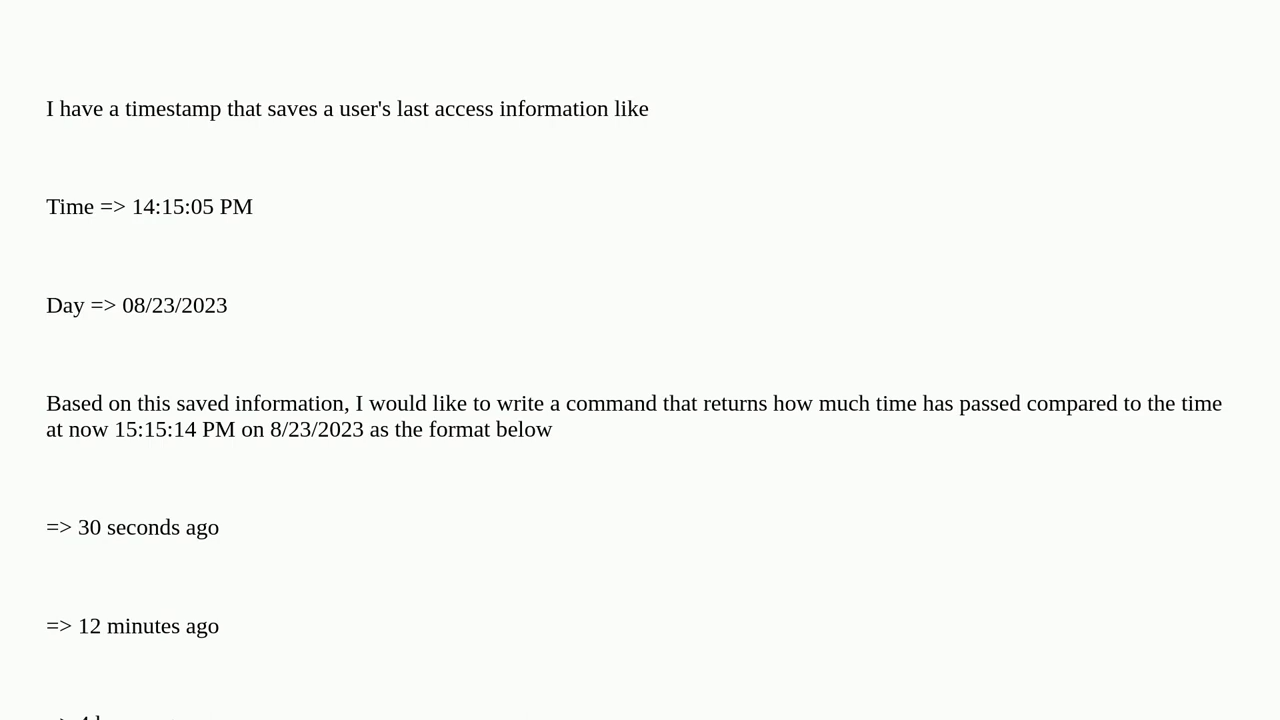 I have a timestamp that saves a user's last access information like
Time => 14:15:05 PM
Day => 08/23/2023
Based on this saved information, I would like to write a command that returns how much time has passed compared to the time
at now 15:15:14 PM on 8/23/2023 as the format below
=> 30 seconds ago
=> 12 minutes ago